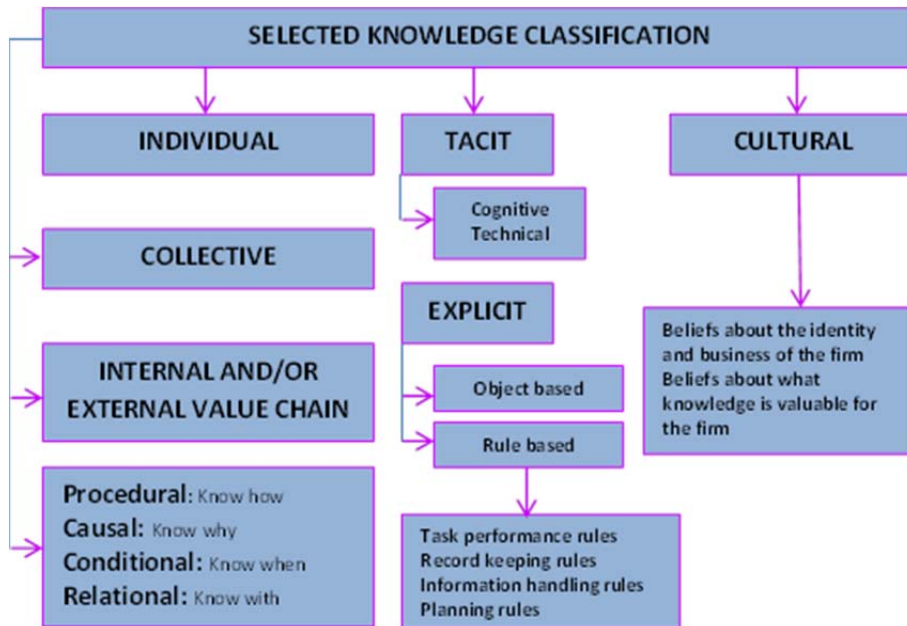 SELECTED KNOWLEDGE CLASSIFICATION
INDIVIDUAL
TACIT
CULTURAL
Cognitive
Technical
COLLECTIVE
EXPLICIT
Beliefs about the identity
and business of the firm
Beliefs about what
knowledge is valuable for
the firm
INTERNAL AND/OR
EXTERNAL VALUE CHAIN
Object based
Rule based
Procedural: Know how
Causal: Know why
Conditional: Know when
Relational: Know with
Task performance rules
Record keeping rules
Information handling rules
Planning rules